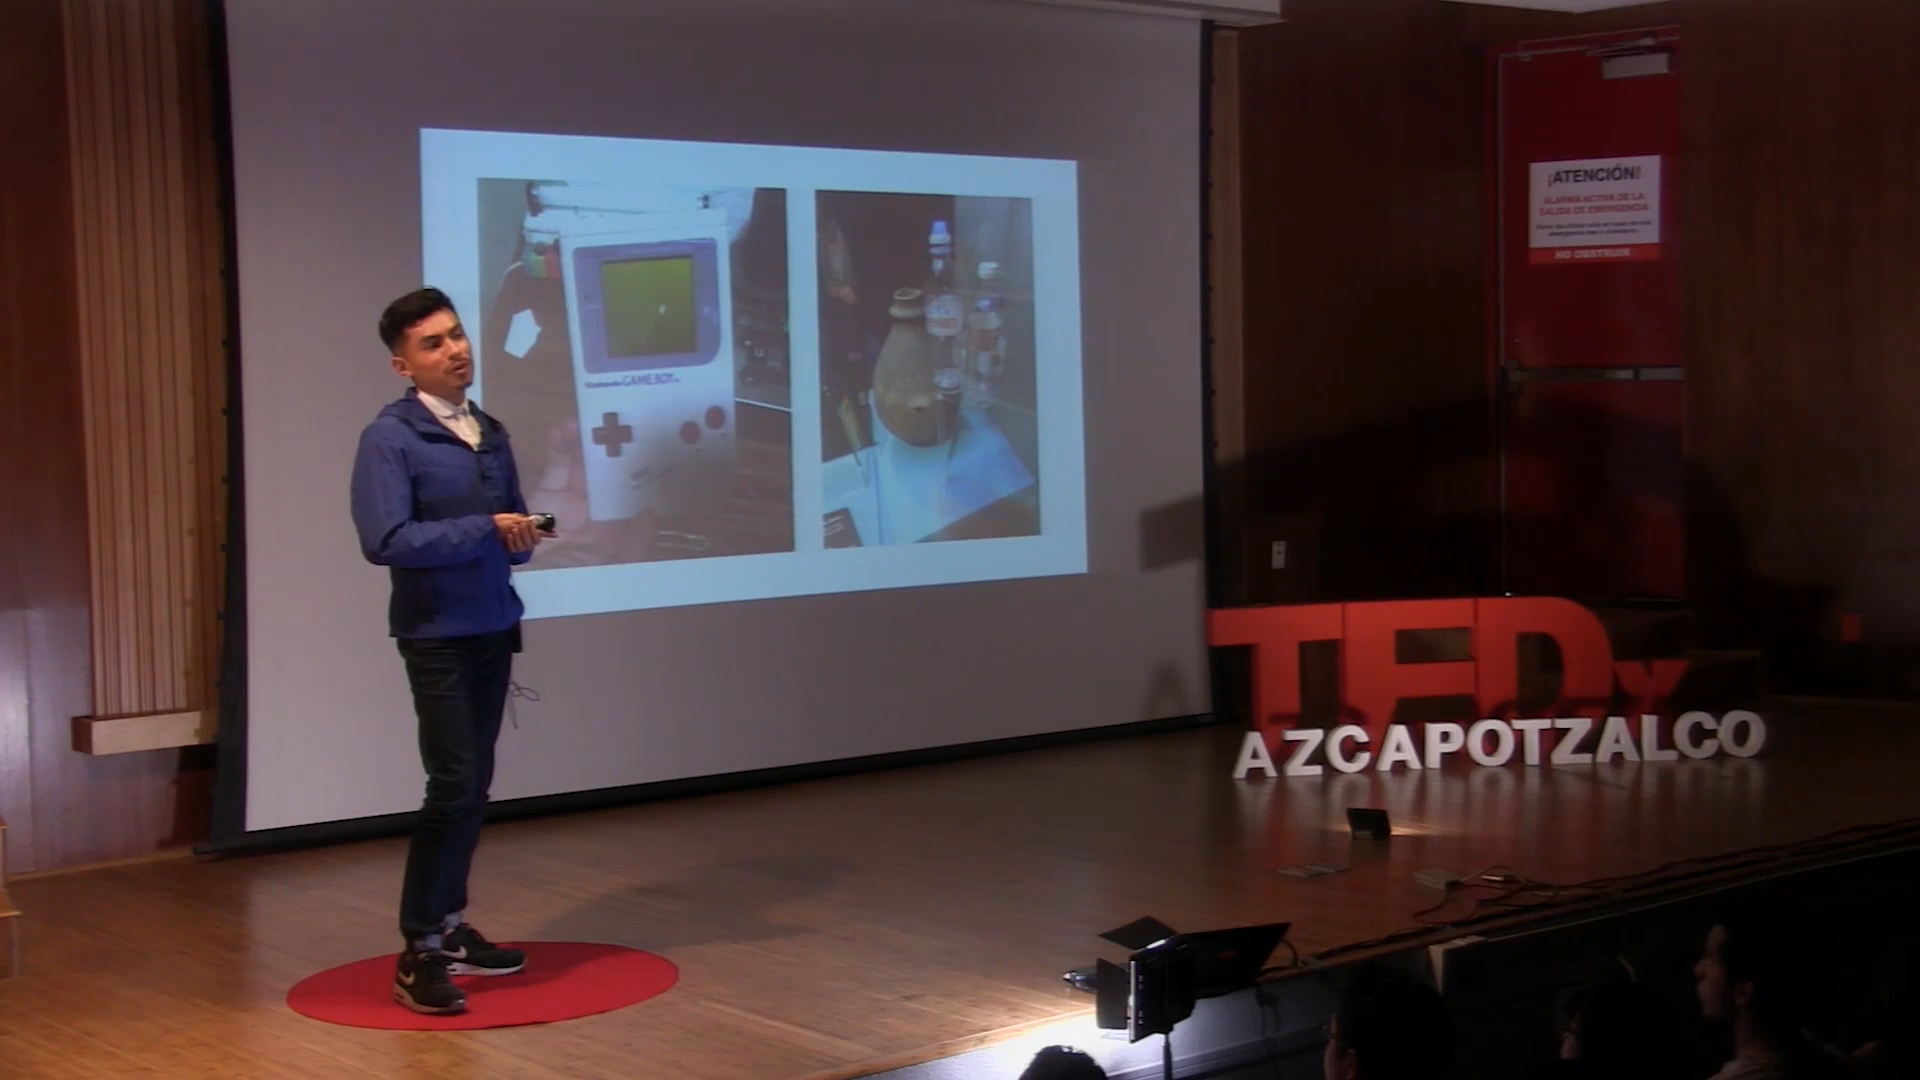 Nintendo GAME BOY
¡ATENCIÓN!
ALARMA ACTIVA DE LA
SALIDA DE EMERGENCIA
NO OBSTRUIR
TEDx
AZCAPOTZALCO